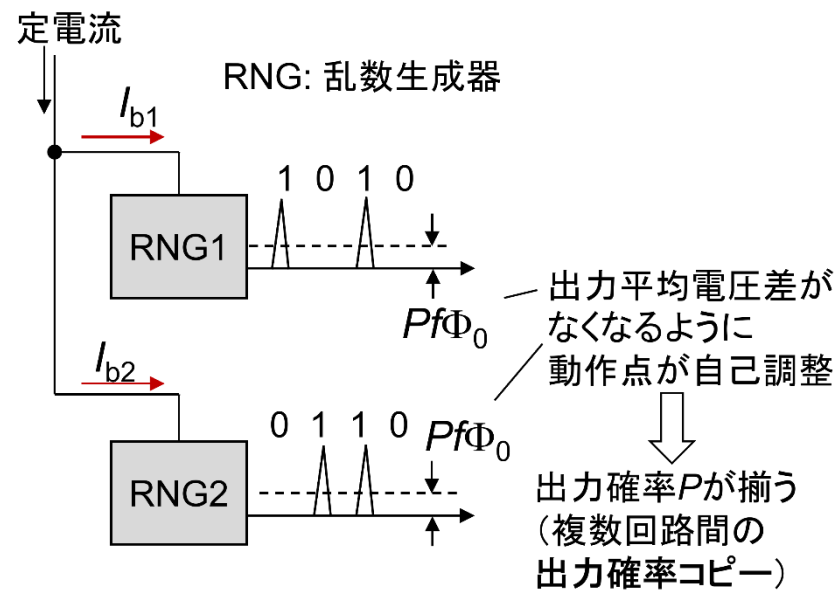 定電流
RNG: 乱数生成器
Ib1
1 0 1 0
RNG1
PfΦ0
出力平均電圧差が
なくなるように
動作点が自己調整
Ib2
0 1 1 0
PfΦ0
RNG2
出力確率Pが揃う
(複数回路間の
出力確率コピー)